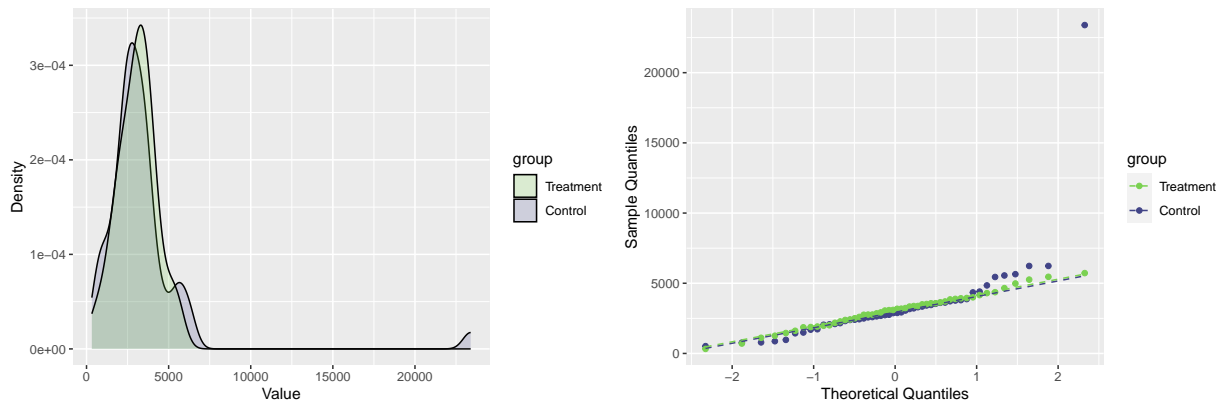 3e−04
2e−04
1e−04
0e+00
Density
0
5000
10000
15000
20000
Value
group
Treatment
Control
20000
15000
10000
5000
0
Sample Quantiles
−2
−1
0
1
2
Theoretical Quantiles
group
Treatment
Control